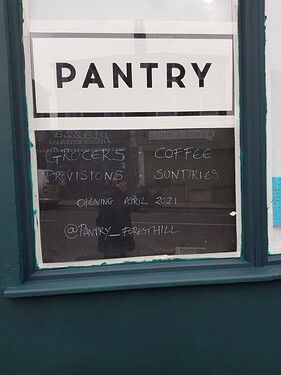 PANTRY
GROCERS COFFEE
PROVISIONS SUNDRIES
OPENING APRIL 2021
@PANTRY_FORESTHILL